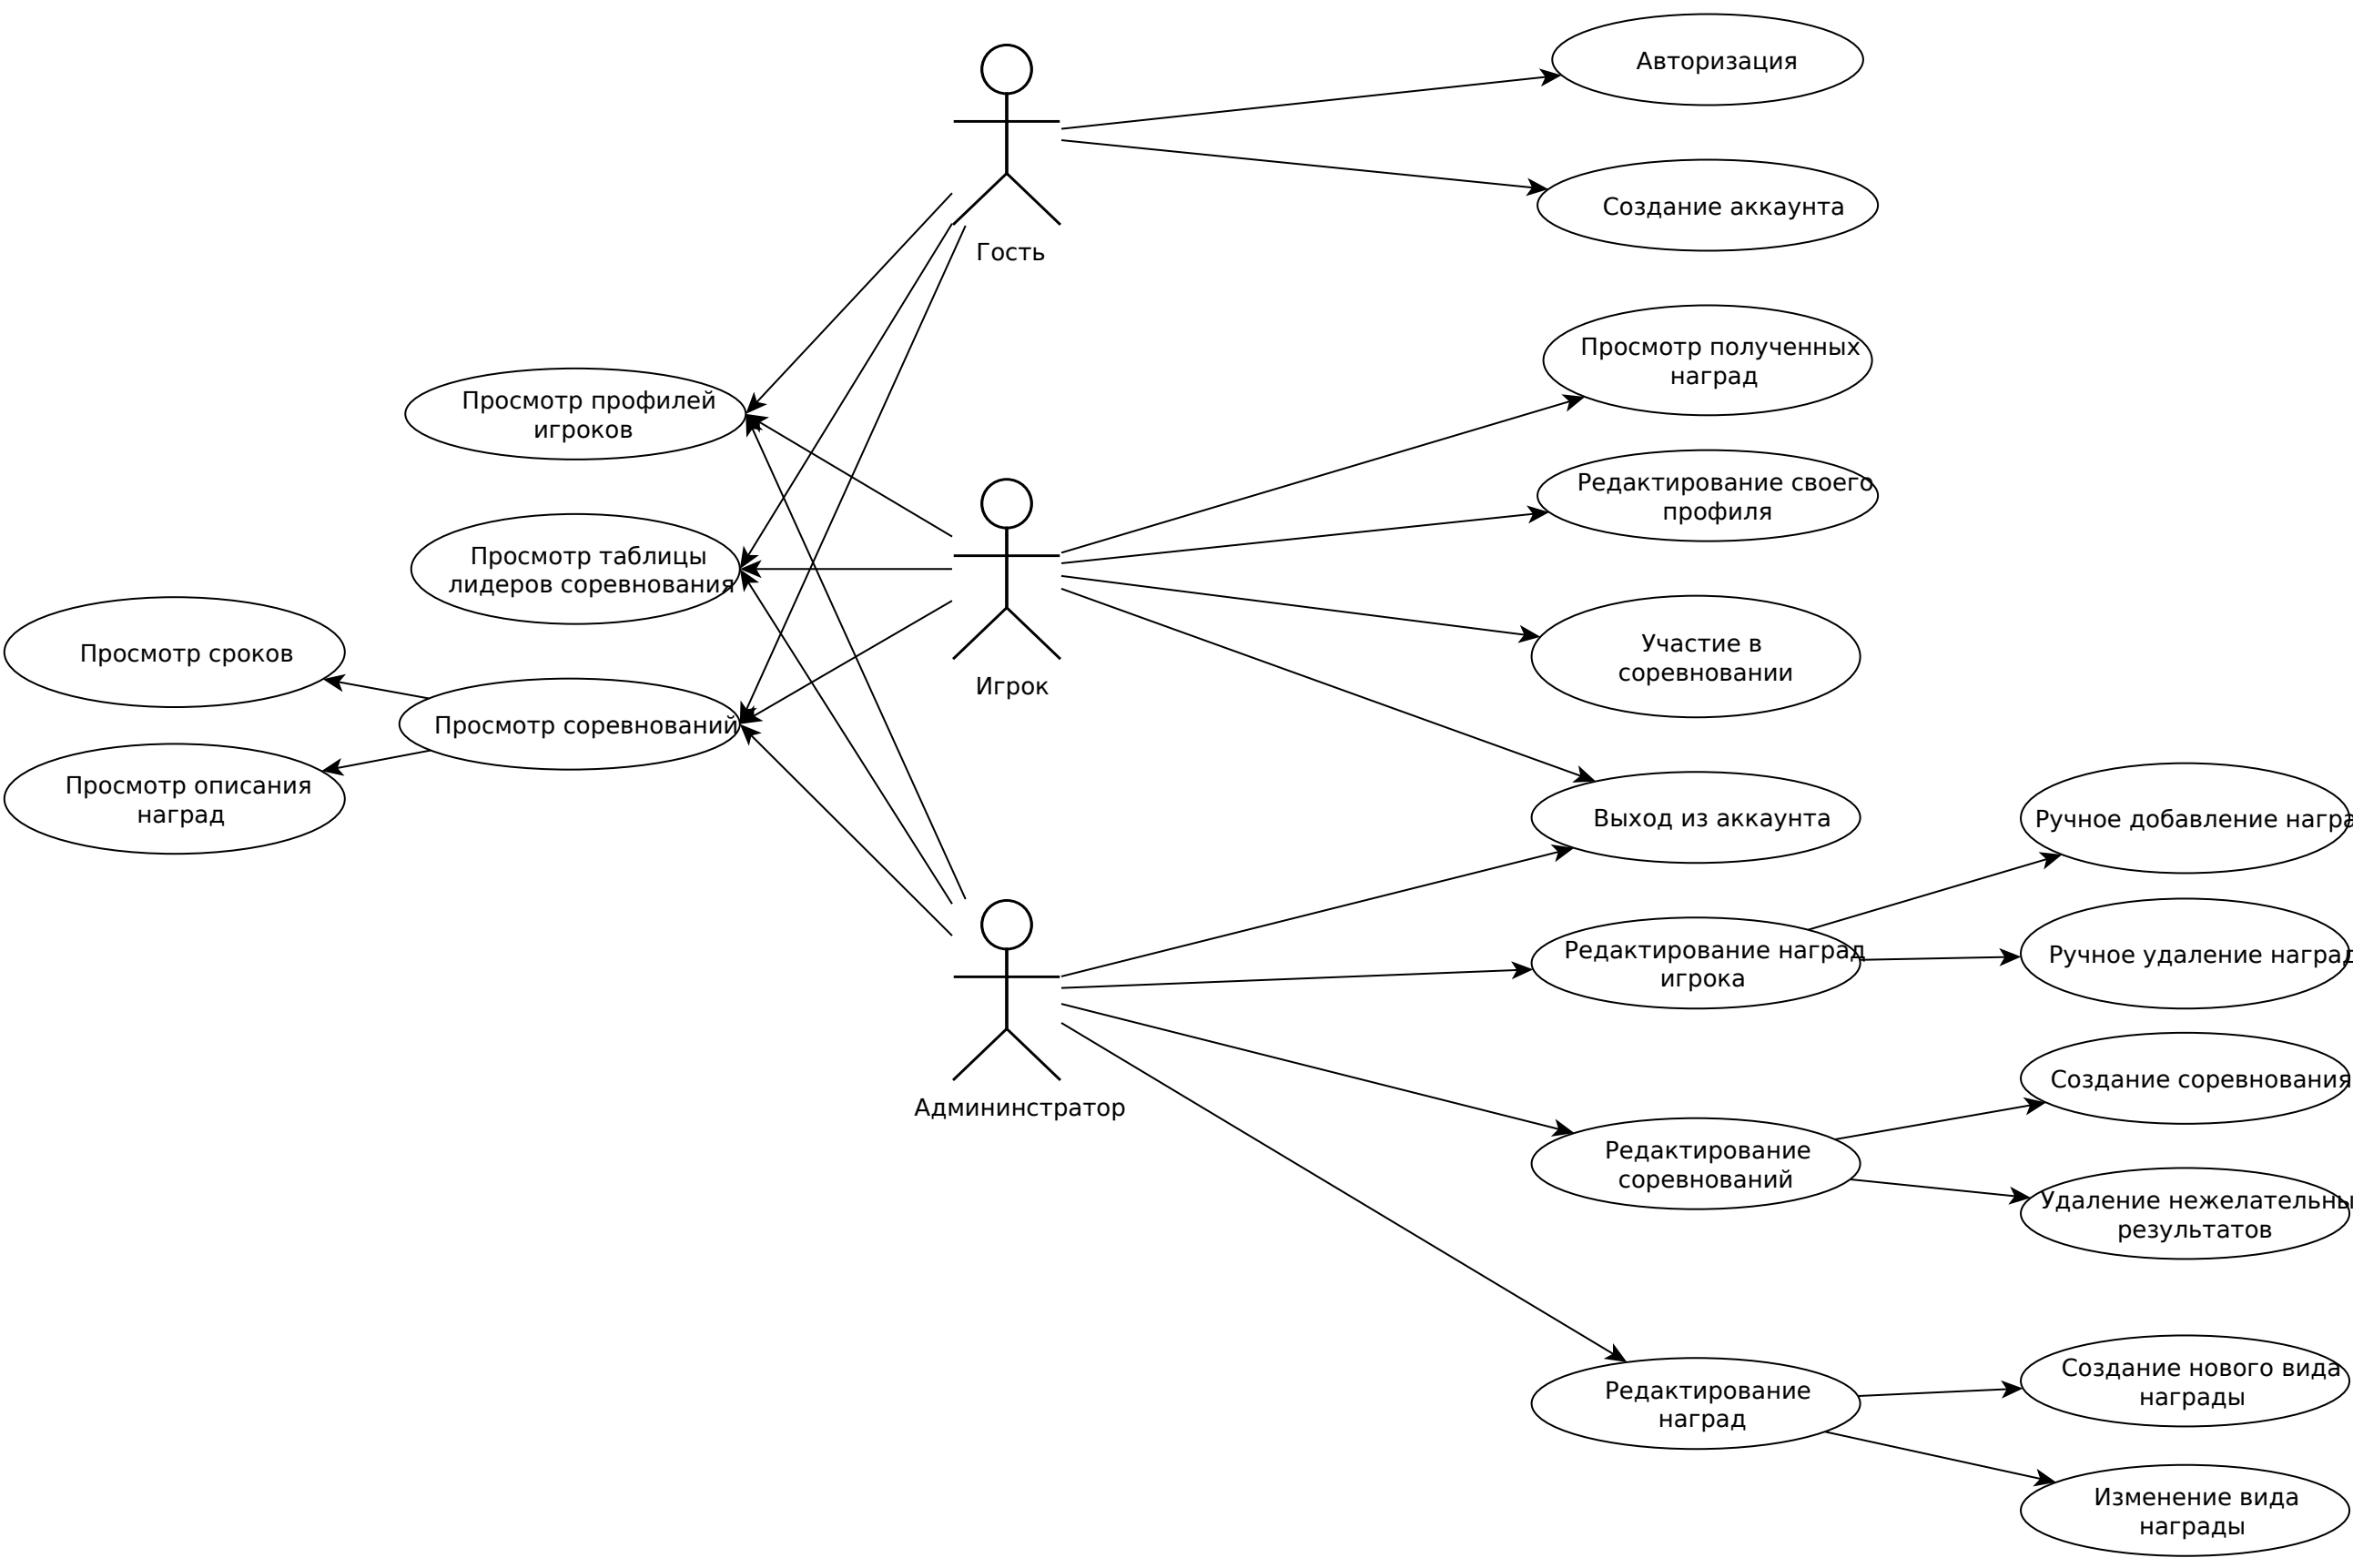 Авторизация
Создание аккаунта
Гость
Просмотр полученных
наград
Просмотр профилей
игроков
Редактирование своего
профиля
Просмотр таблицы
лидеров соревнования
Просмотр сроков
Участие в
соревновании
Игрок
Просмотр соревнований
Просмотр описания
наград
Выход из аккаунта
Ручное добавление
Редактирование наград
игрока
Ручное удаление наград
Создание соревнования
Админинстратор
Редактирование
соревнований
Удаление
результатов
Создание нового вида
награды
Редактирование
наград
Изменение вида
награды